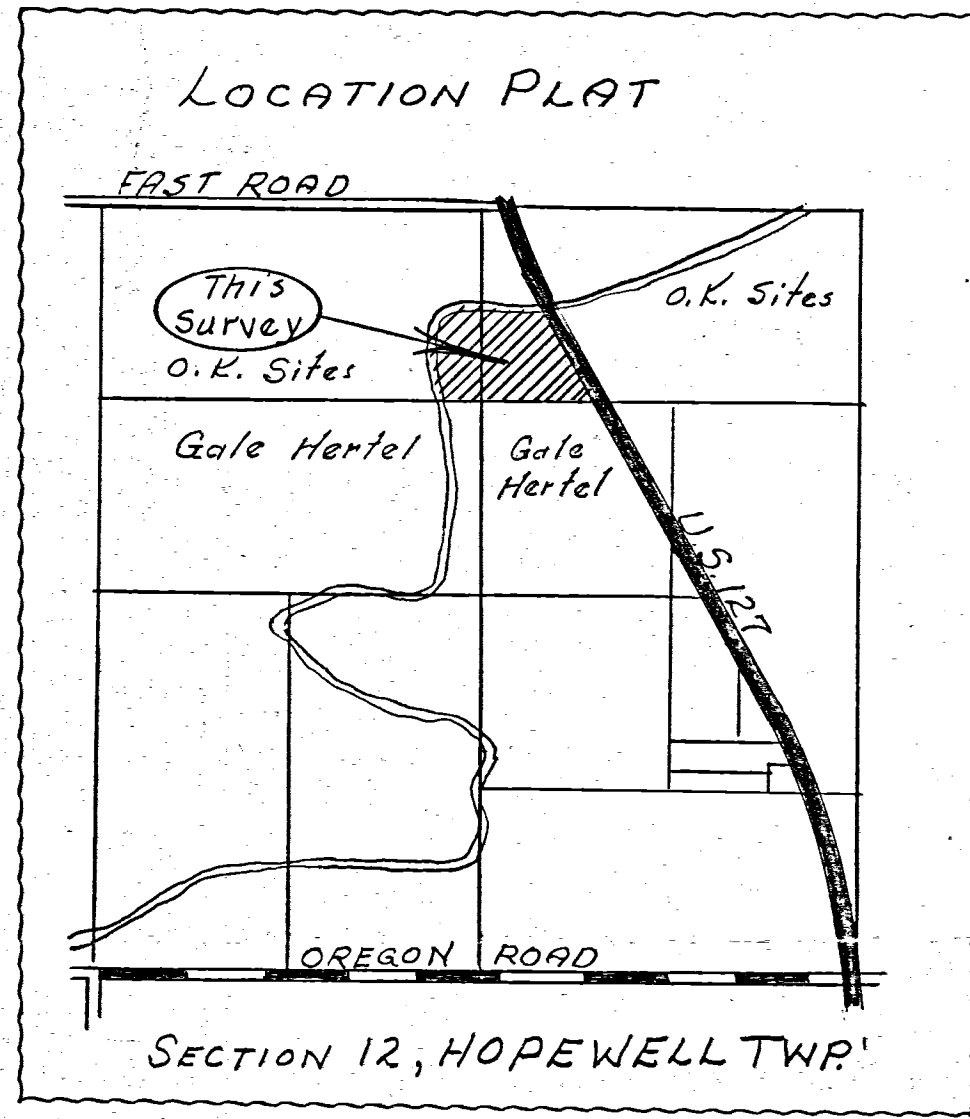 LOCATION PLAT
FAST ROAD
This
Survey
O.K. Sites
O.K. Sites
Gale Hertel
Gale
Hertel
U.S. 127
OREGON ROAD
SECTION 12, HOPEWELL TWP.